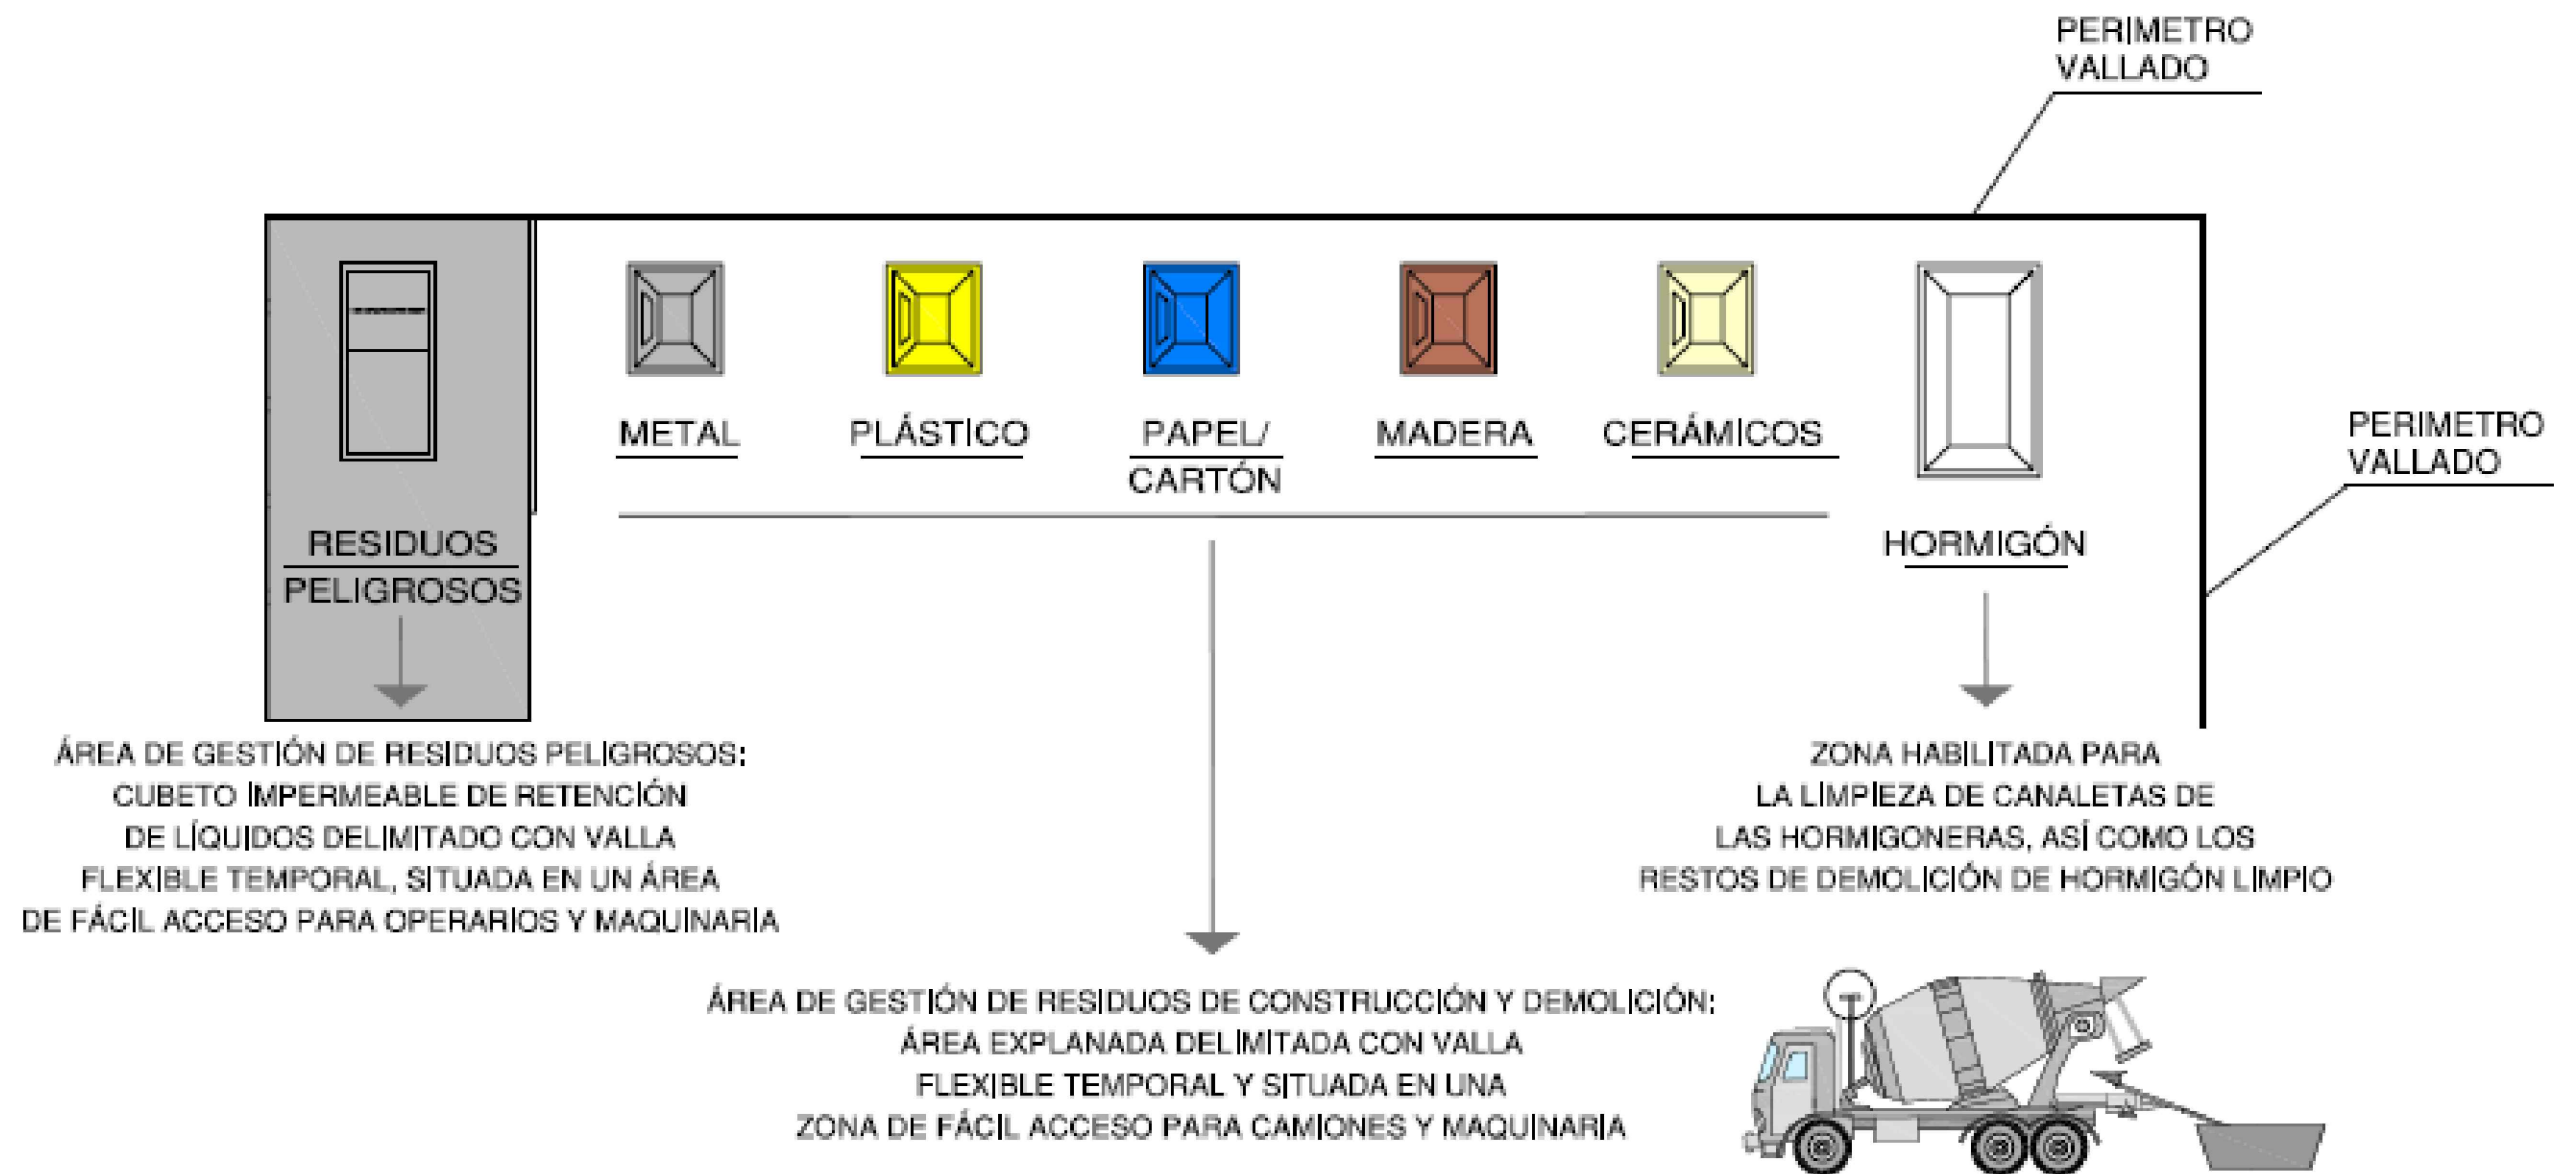 PERIMETRO
VALLADO
METAL
PLÁSTICO
PAPEL/
CARTÓN
MADERA
CERÁMICOS
PERIMETRO
VALLADO
RESIDUOS
PELIGROSOS
HORMIGÓN
ÁREA DE GESTIÓN DE RESIDUOS PELIGROSOS:
CUBETO IMPERMEABLE DE RETENCIÓN
DE LÍQUIDOS DELIMITADO CON VALLA
FLEXIBLE TEMPORAL, SITUADA EN UN ÁREA
DE FÁCIL ACCESO PARA OPERARIOS Y MAQUINARIA
ZONA HABILITADA PARA
LA LIMPIEZA DE CANALETAS DE
LAS HORMIGONERAS, ASÍ COMO LOS
RESTOS DE DEMOLICIÓN DE HORMIGÓN LIMPIO
ÁREA DE GESTIÓN DE RESIDUOS DE CONSTRUCCIÓN Y DEMOLICIÓN:
ÁREA EXPLANADA DELIMITADA CON VALLA
FLEXIBLE TEMPORAL Y SITUADA EN UNA
ZONA DE FÁCIL ACCESO PARA CAMIONES Y MAQUINARIA